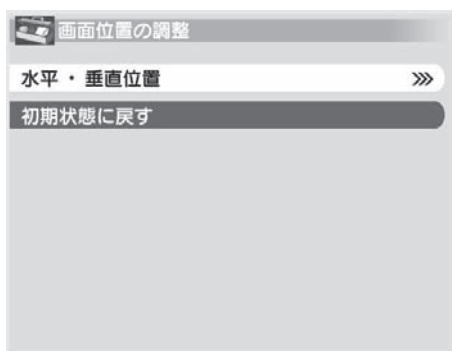 画面位置の調整
水平・垂直位置
初期状態に戻す